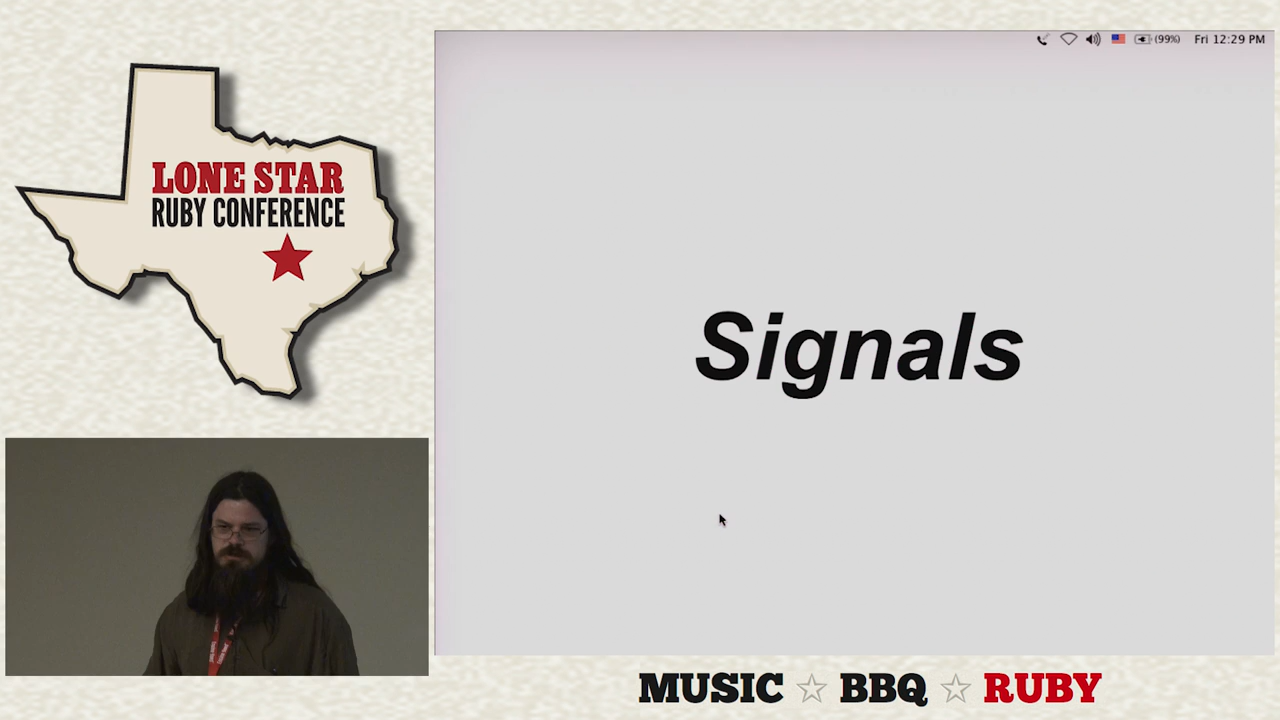 LONE STAR
RUBY CONFERENCE
(99%) Fri 12:29 PM
Signals
MUSIC ☆ BBQ ☆ RUBY